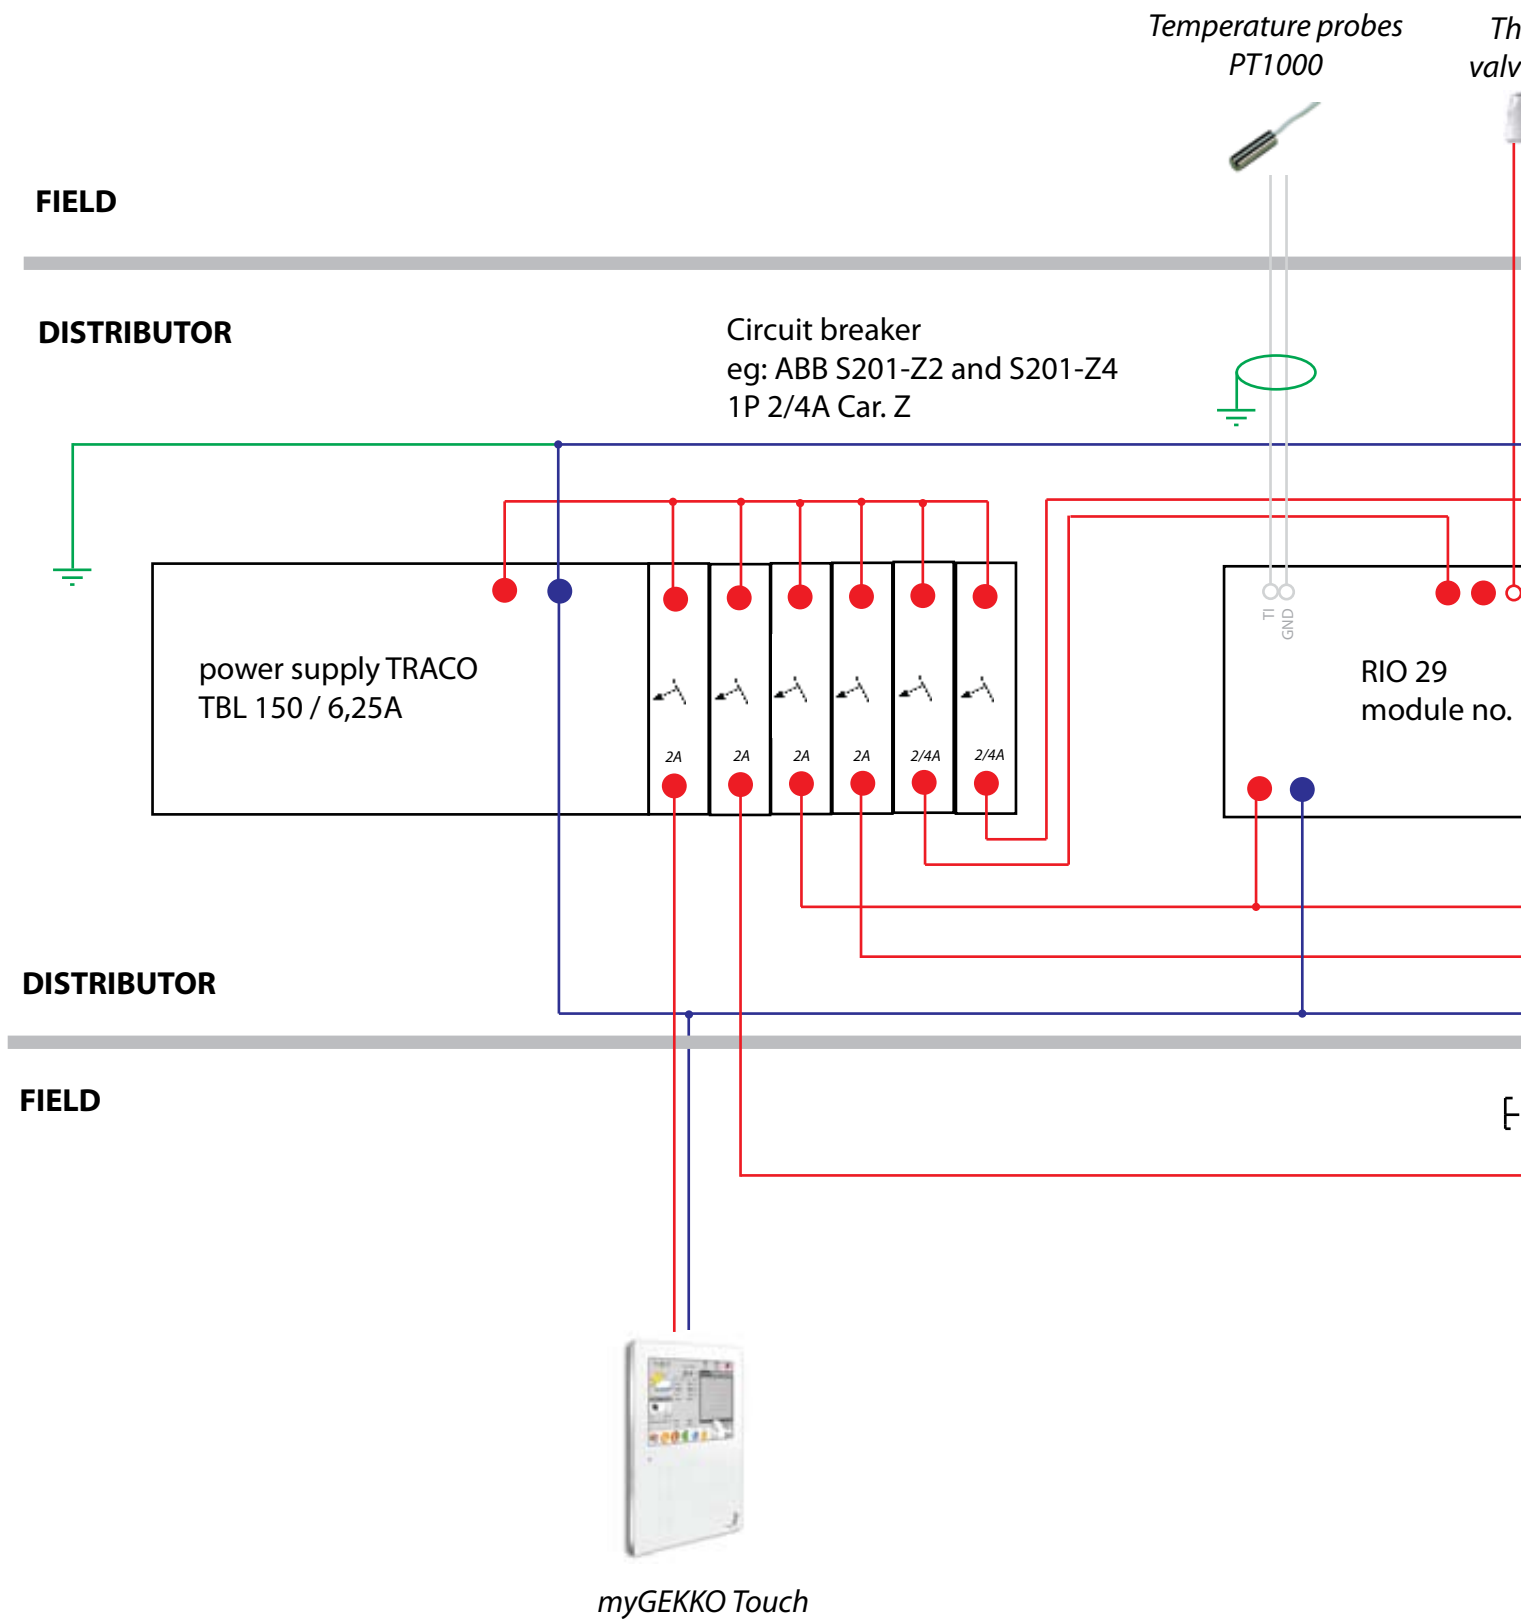 Temperature probes
PT1000
Th
valv
FIELD
DISTRIBUTOR
Circuit breaker
eg: ABB S201-Z2 and S201-Z4
1P 2/4A Car. Z
TI
GND
power supply TRACO
TBL 150 / 6,25A
RIO 29
module no.
2A
2A
2A
2A
2/4A
2/4A
DISTRIBUTOR
FIELD
myGEKKO Touch